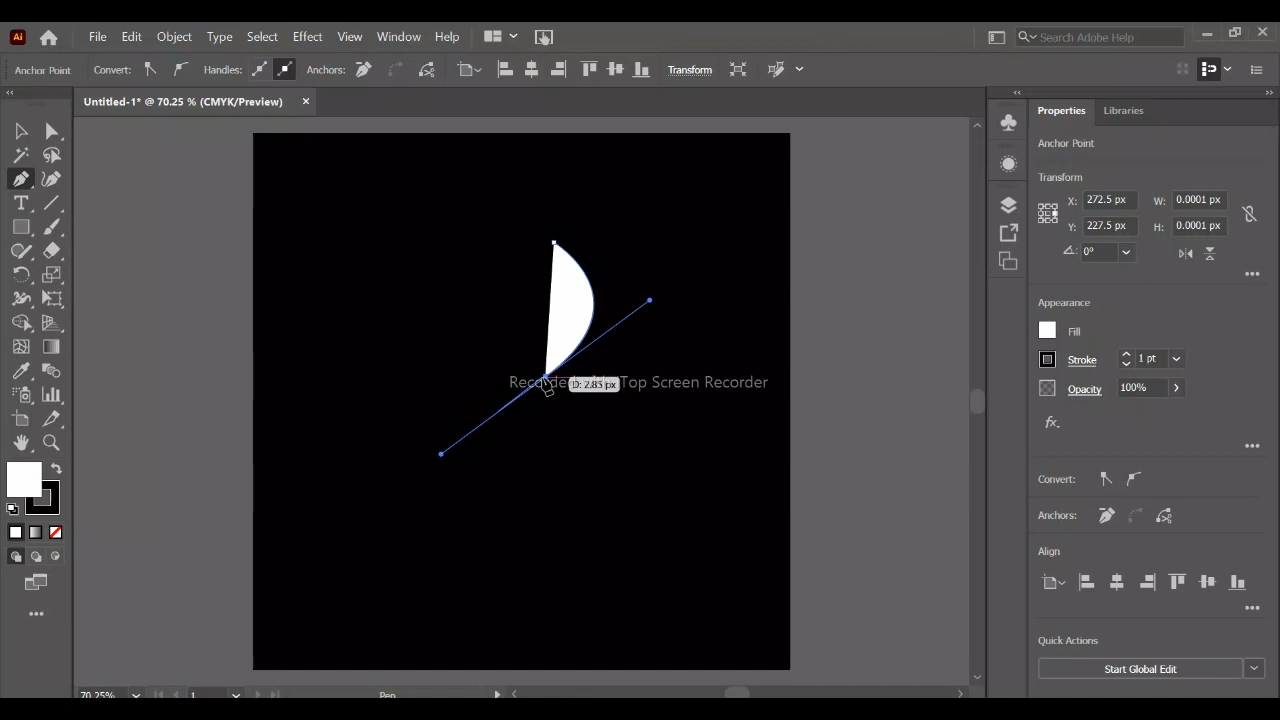 Ai File Edit Object Type Select Effect View Window Help Search Adobe Help
Anchor Point Convert: Handles: Anchors: Transform
Untitled-1* @ 70.25 % (CMYK/Preview) ×
Properties Libraries
Anchor Point
Transform
X: 272.5 px W: 0.0001 px
Y: 227.5 px H: 0.0001 px
0°
Appearance
Fill
Stroke 1 pt
Opacity 100%
fx
D: 2.85 px
Top Screen Recorder
Convert:
Anchors:
Align
Quick Actions
Start Global Edit
70.25% 1 Pen